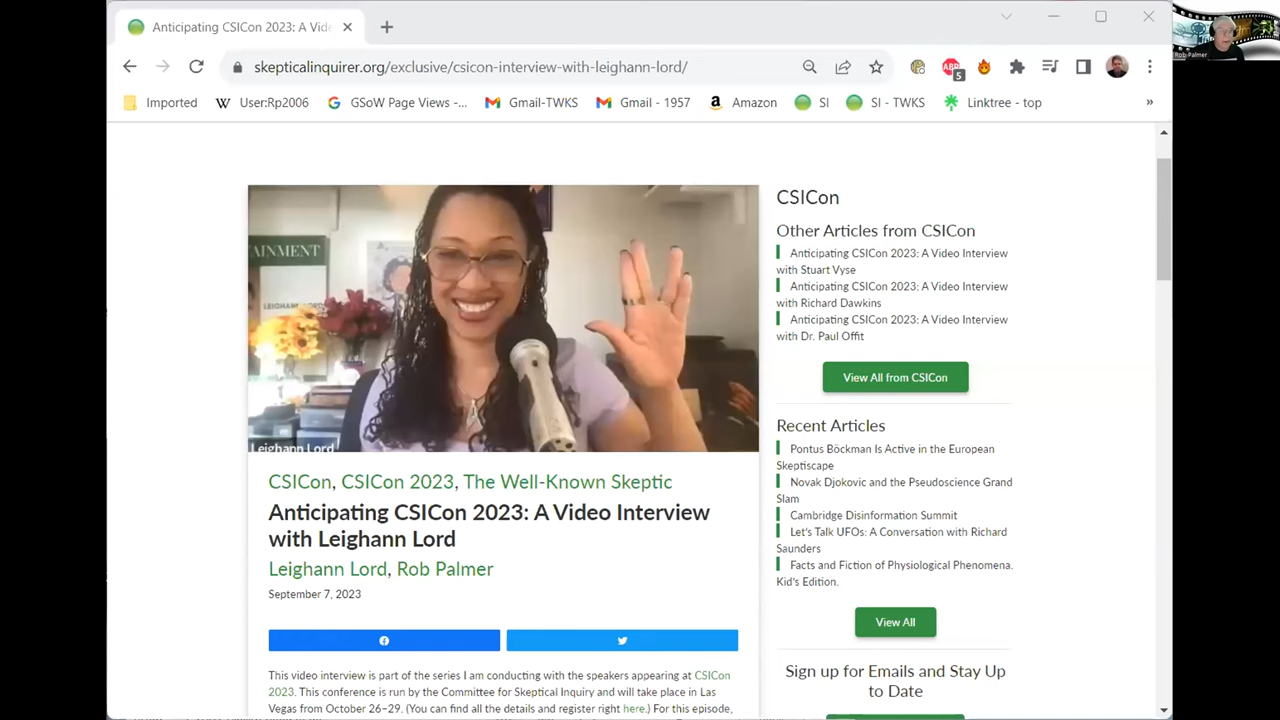 Anticipating CSICon 2023: A Vid
skepticalinquirer.org/exclusive/csicon-interview-with-leighann-lord/
ABP
5
Rob Palmer
Imported
User:Rp2006
GSoW Page Views -...
Gmail-TWKS
Gmail - 1957
Amazon
SI
SI - TWKS
Linktree - top
»
TAINMENT
LEIGHANN LORD
Leighann Lord
CSICon, CSICon 2023, The Well-Known Skeptic
Anticipating CSICon 2023: A Video Interview
with Leighann Lord
Leighann Lord, Rob Palmer
September 7, 2023
This video interview is part of the series I am conducting with the speakers appearing at CSICon
2023. This conference is run by the Committee for Skeptical Inquiry and will take place in Las
Vegas from October 26–29. (You can find all the details and register right here.) For this episode,
CSICon
Other Articles from CSICon
Anticipating CSICon 2023: A Video Interview
with Stuart Vyse
Anticipating CSICon 2023: A Video Interview
with Richard Dawkins
Anticipating CSICon 2023: A Video Interview
with Dr. Paul Offit
View All from CSICon
Recent Articles
Pontus Böckman Is Active in the European
Skeptiscape
Novak Djokovic and the Pseudoscience Grand
Slam
Cambridge Disinformation Summit
Let's Talk UFOs: A Conversation with Richard
Saunders
Facts and Fiction of Physiological Phenomena.
Kid's Edition.
View All
Sign up for Emails and Stay Up
to Date